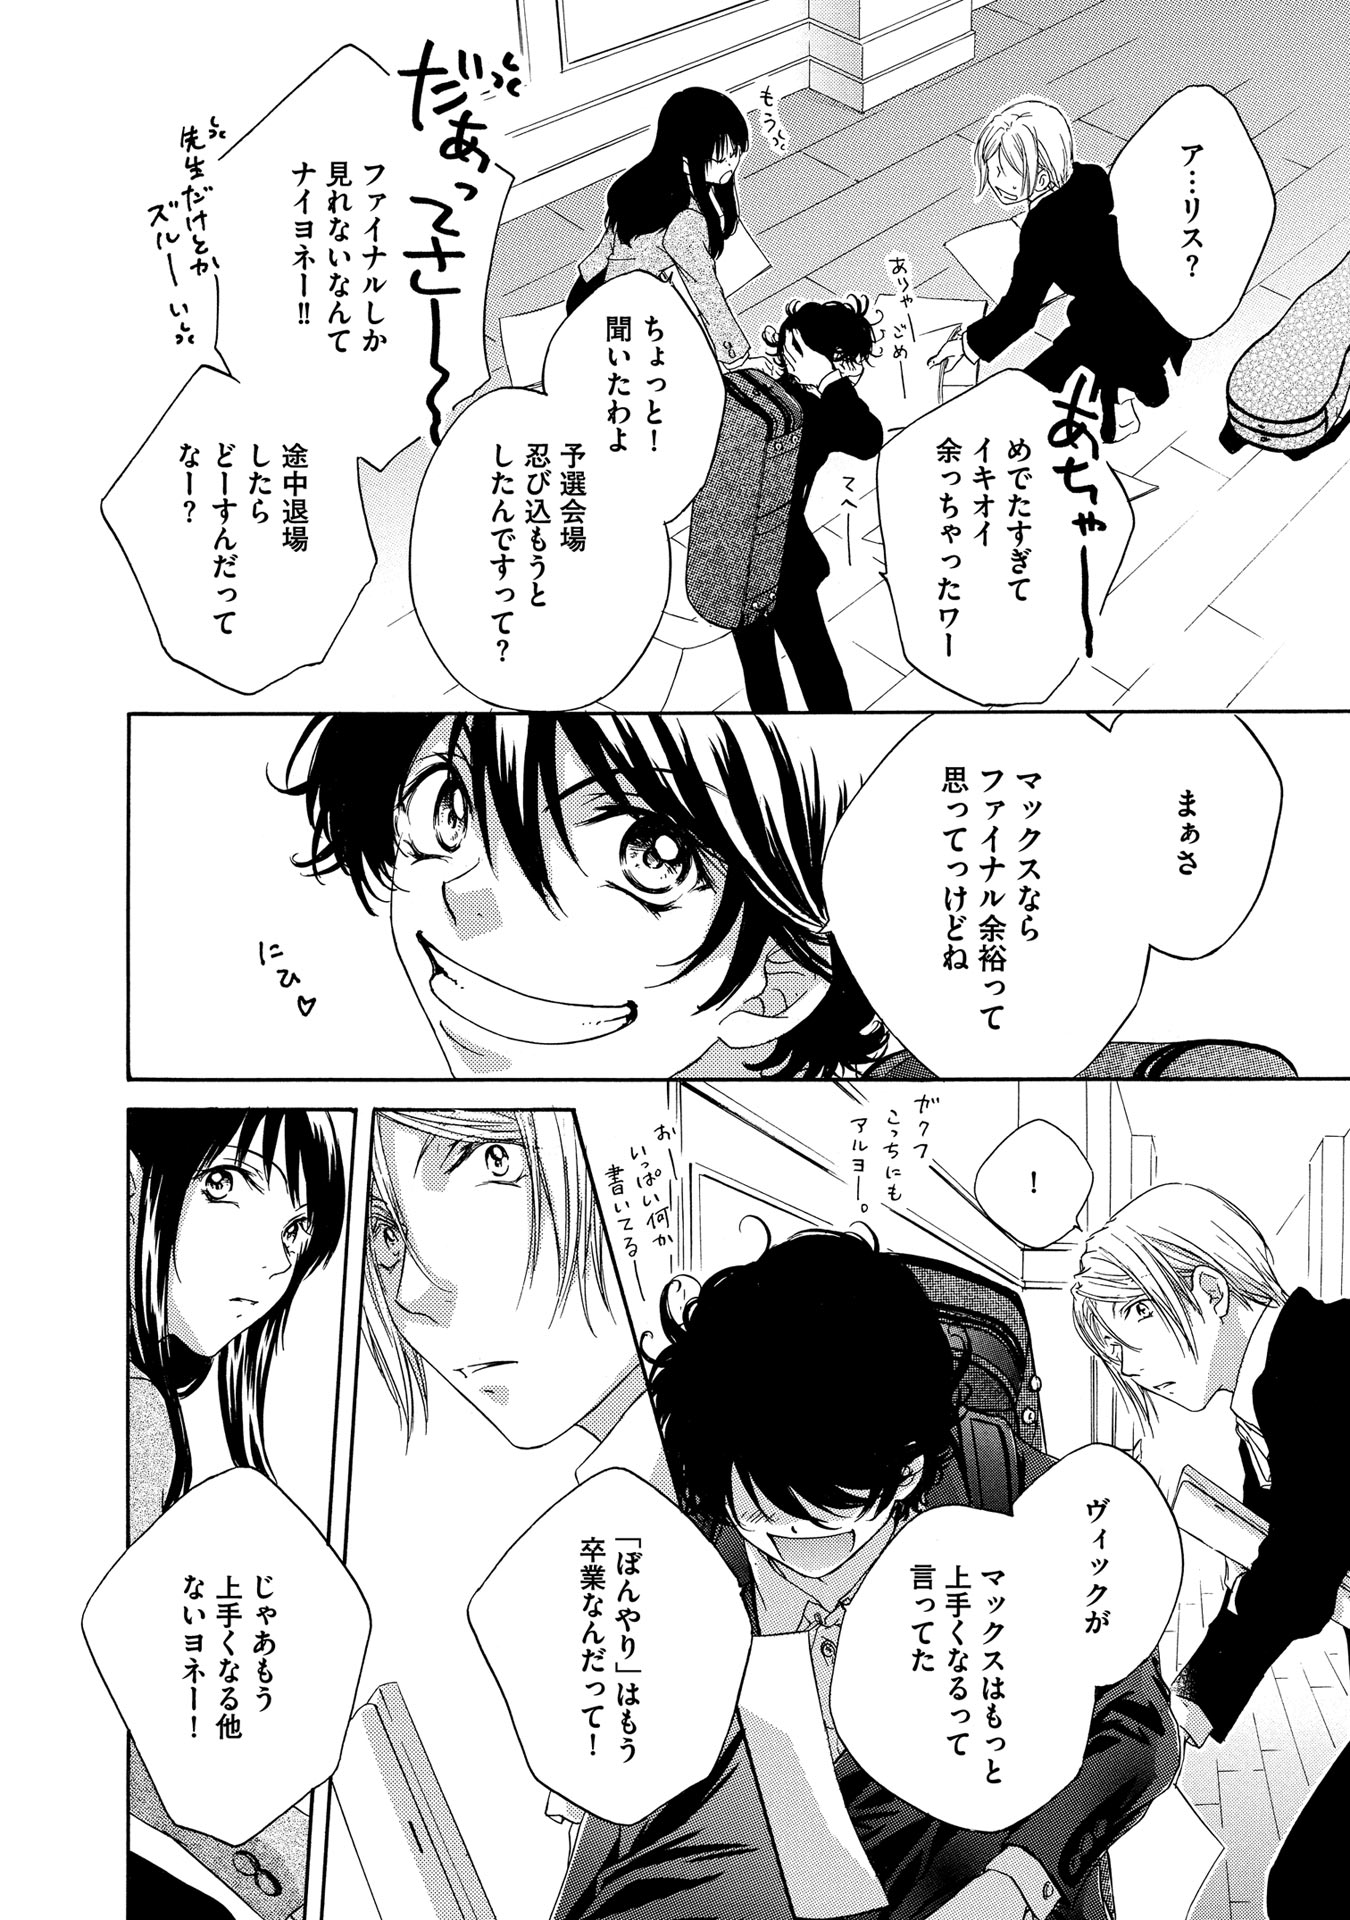 ア…リス?
もう
ありゃ
ごめー
てへー
あちゃー
めでたすぎて
イキオイ
余っちゃったワー
ちょっと!
聞いたわよ
予選会場
忍び込もうと
したんですって?
だあってさー〜
ファイナルしか
見れないなんて
ナイヨネー!!
先生だけとか
ズルーい
途中退場
したら
どーすんだって
なー?
まぁさ
マックスなら
ファイナル余裕って
思ってっけどね
にひ♡
!
ガクフ
こっちにも
アルヨー。
おー
いっぱい何か
書いてるー
ヴィックが
マックスはもっと
上手くなるって
言ってた
「ぼんやり」はもう
卒業なんだって!
じゃあもう
上手くなる他
ないヨネー!